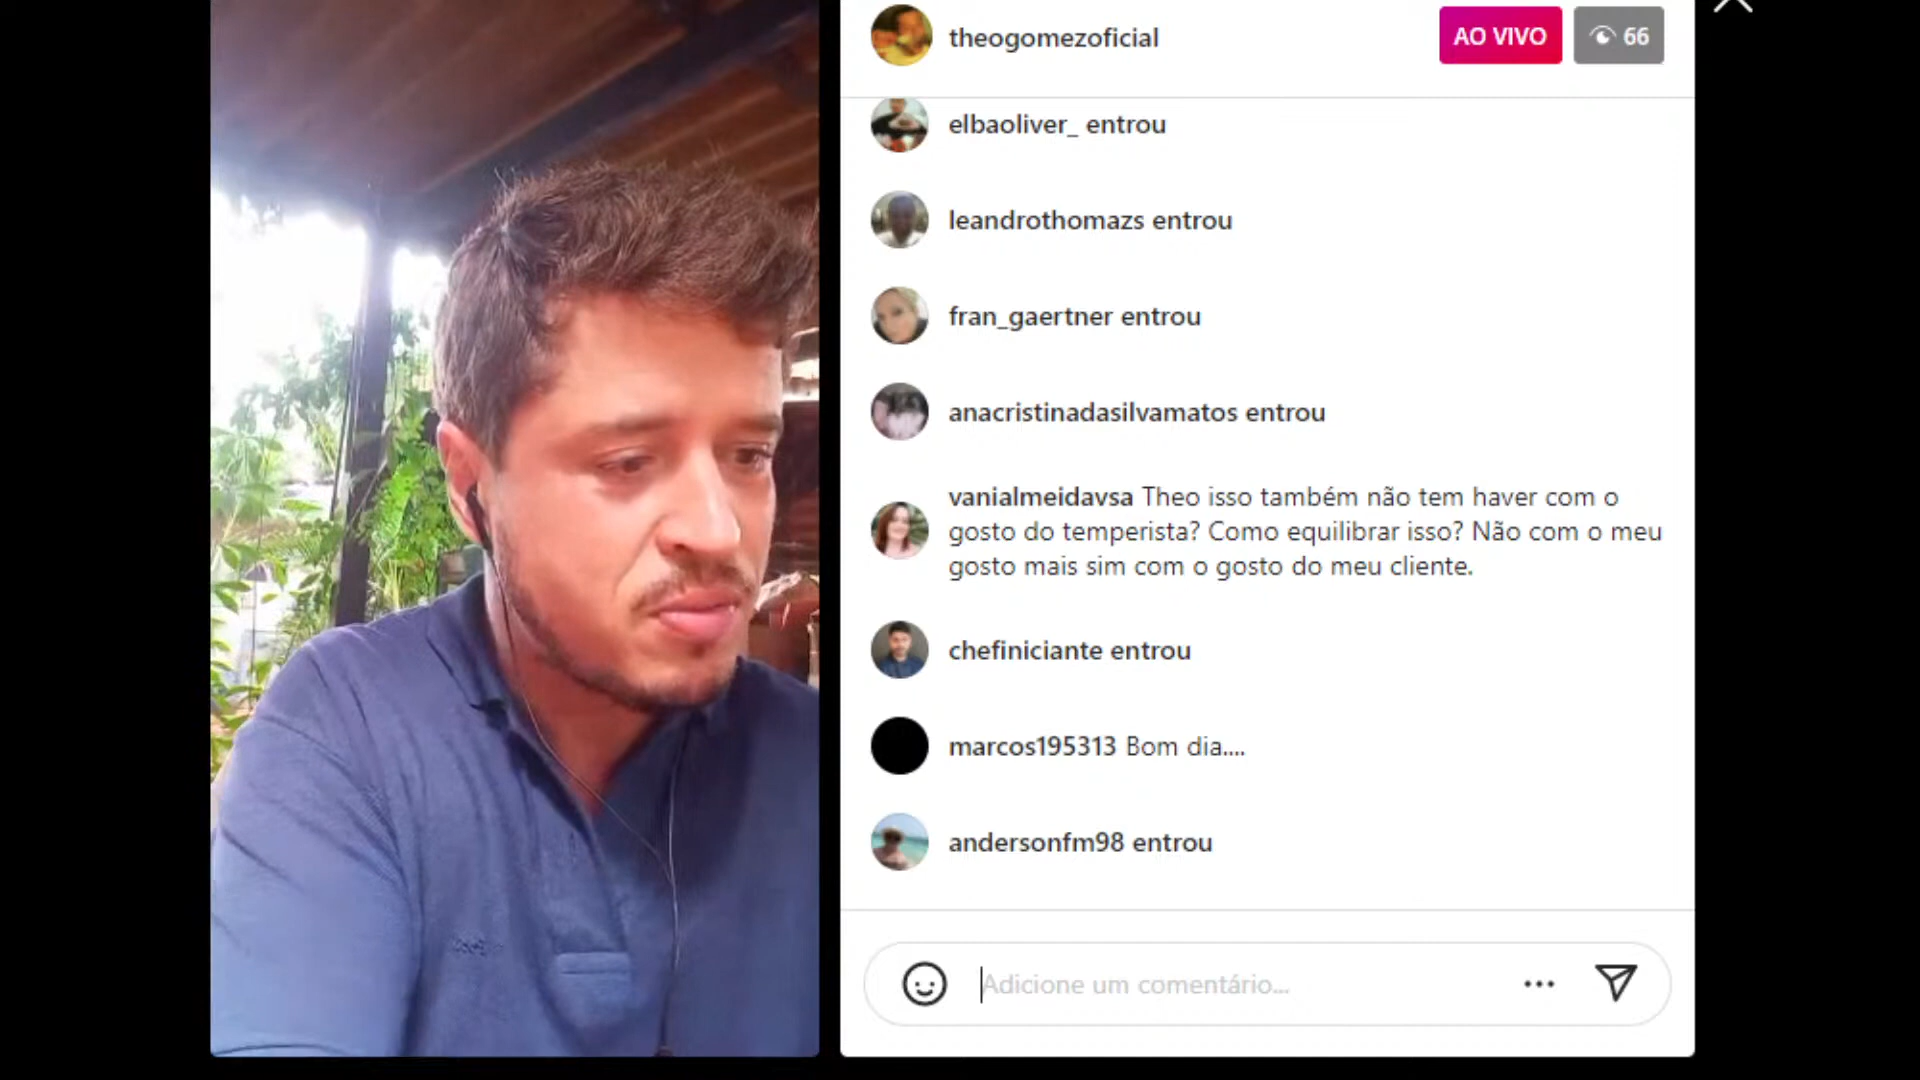 theogomezoficial
AO VIVO
66
elbaoliver_ entrou
leandrothomazs entrou
fran_gaertner entrou
anacristinadasilvamatos entrou
vanialmeidavsa Theo isso também não tem haver com o
gosto do temperista? Como equilibrar isso? Não com o meu
gosto mais sim com o gosto do meu cliente.
chefiniciante entrou
marcos195313 Bom dia....
andersonfm98 entrou
Adicione um comentário...